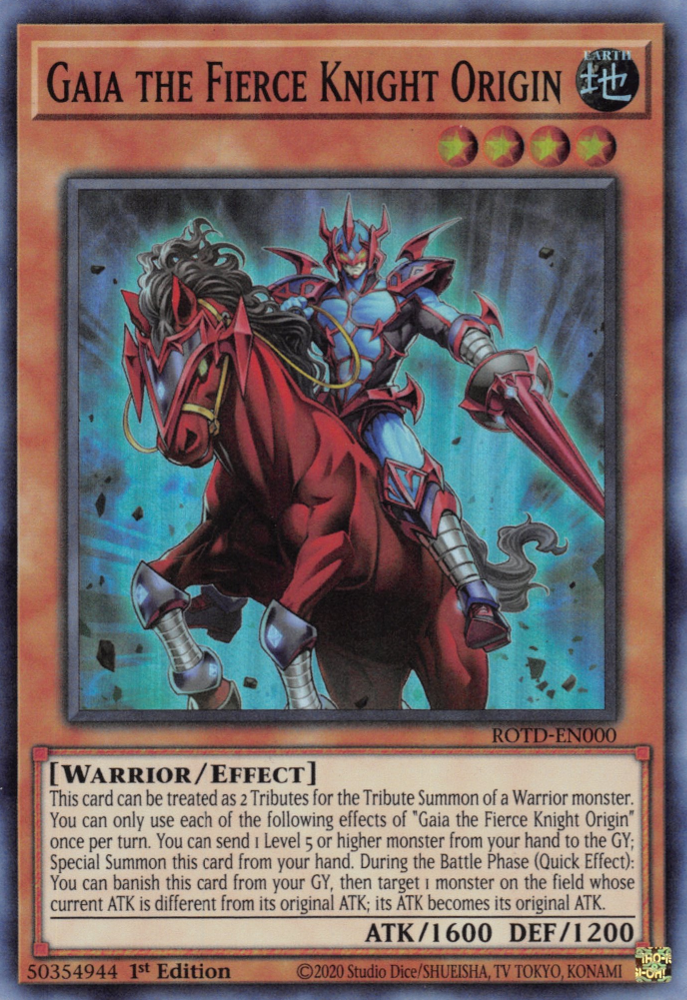 GAIA THE FIERCE KNIGHT ORIGIN
EARTH
地
ROTD-EN000
[WARRIOR/EFFECT]
This card can be treated as 2 Tributes for the Tribute Summon of a Warrior monster.
You can only use each of the following effects of "Gaia the Fierce Knight Origin"
once per turn. You can send 1 Level 5 or higher monster from your hand to the GY;
Special Summon this card from your hand. During the Battle Phase (Quick Effect):
You can banish this card from your GY, then target 1 monster on the field whose
current ATK is different from its original ATK; its ATK becomes its original ATK.
ATK/1600 DEF/1200
50354944 1st Edition ©2020 Studio Dice/SHUEISHA, TV TOKYO, KONAMI